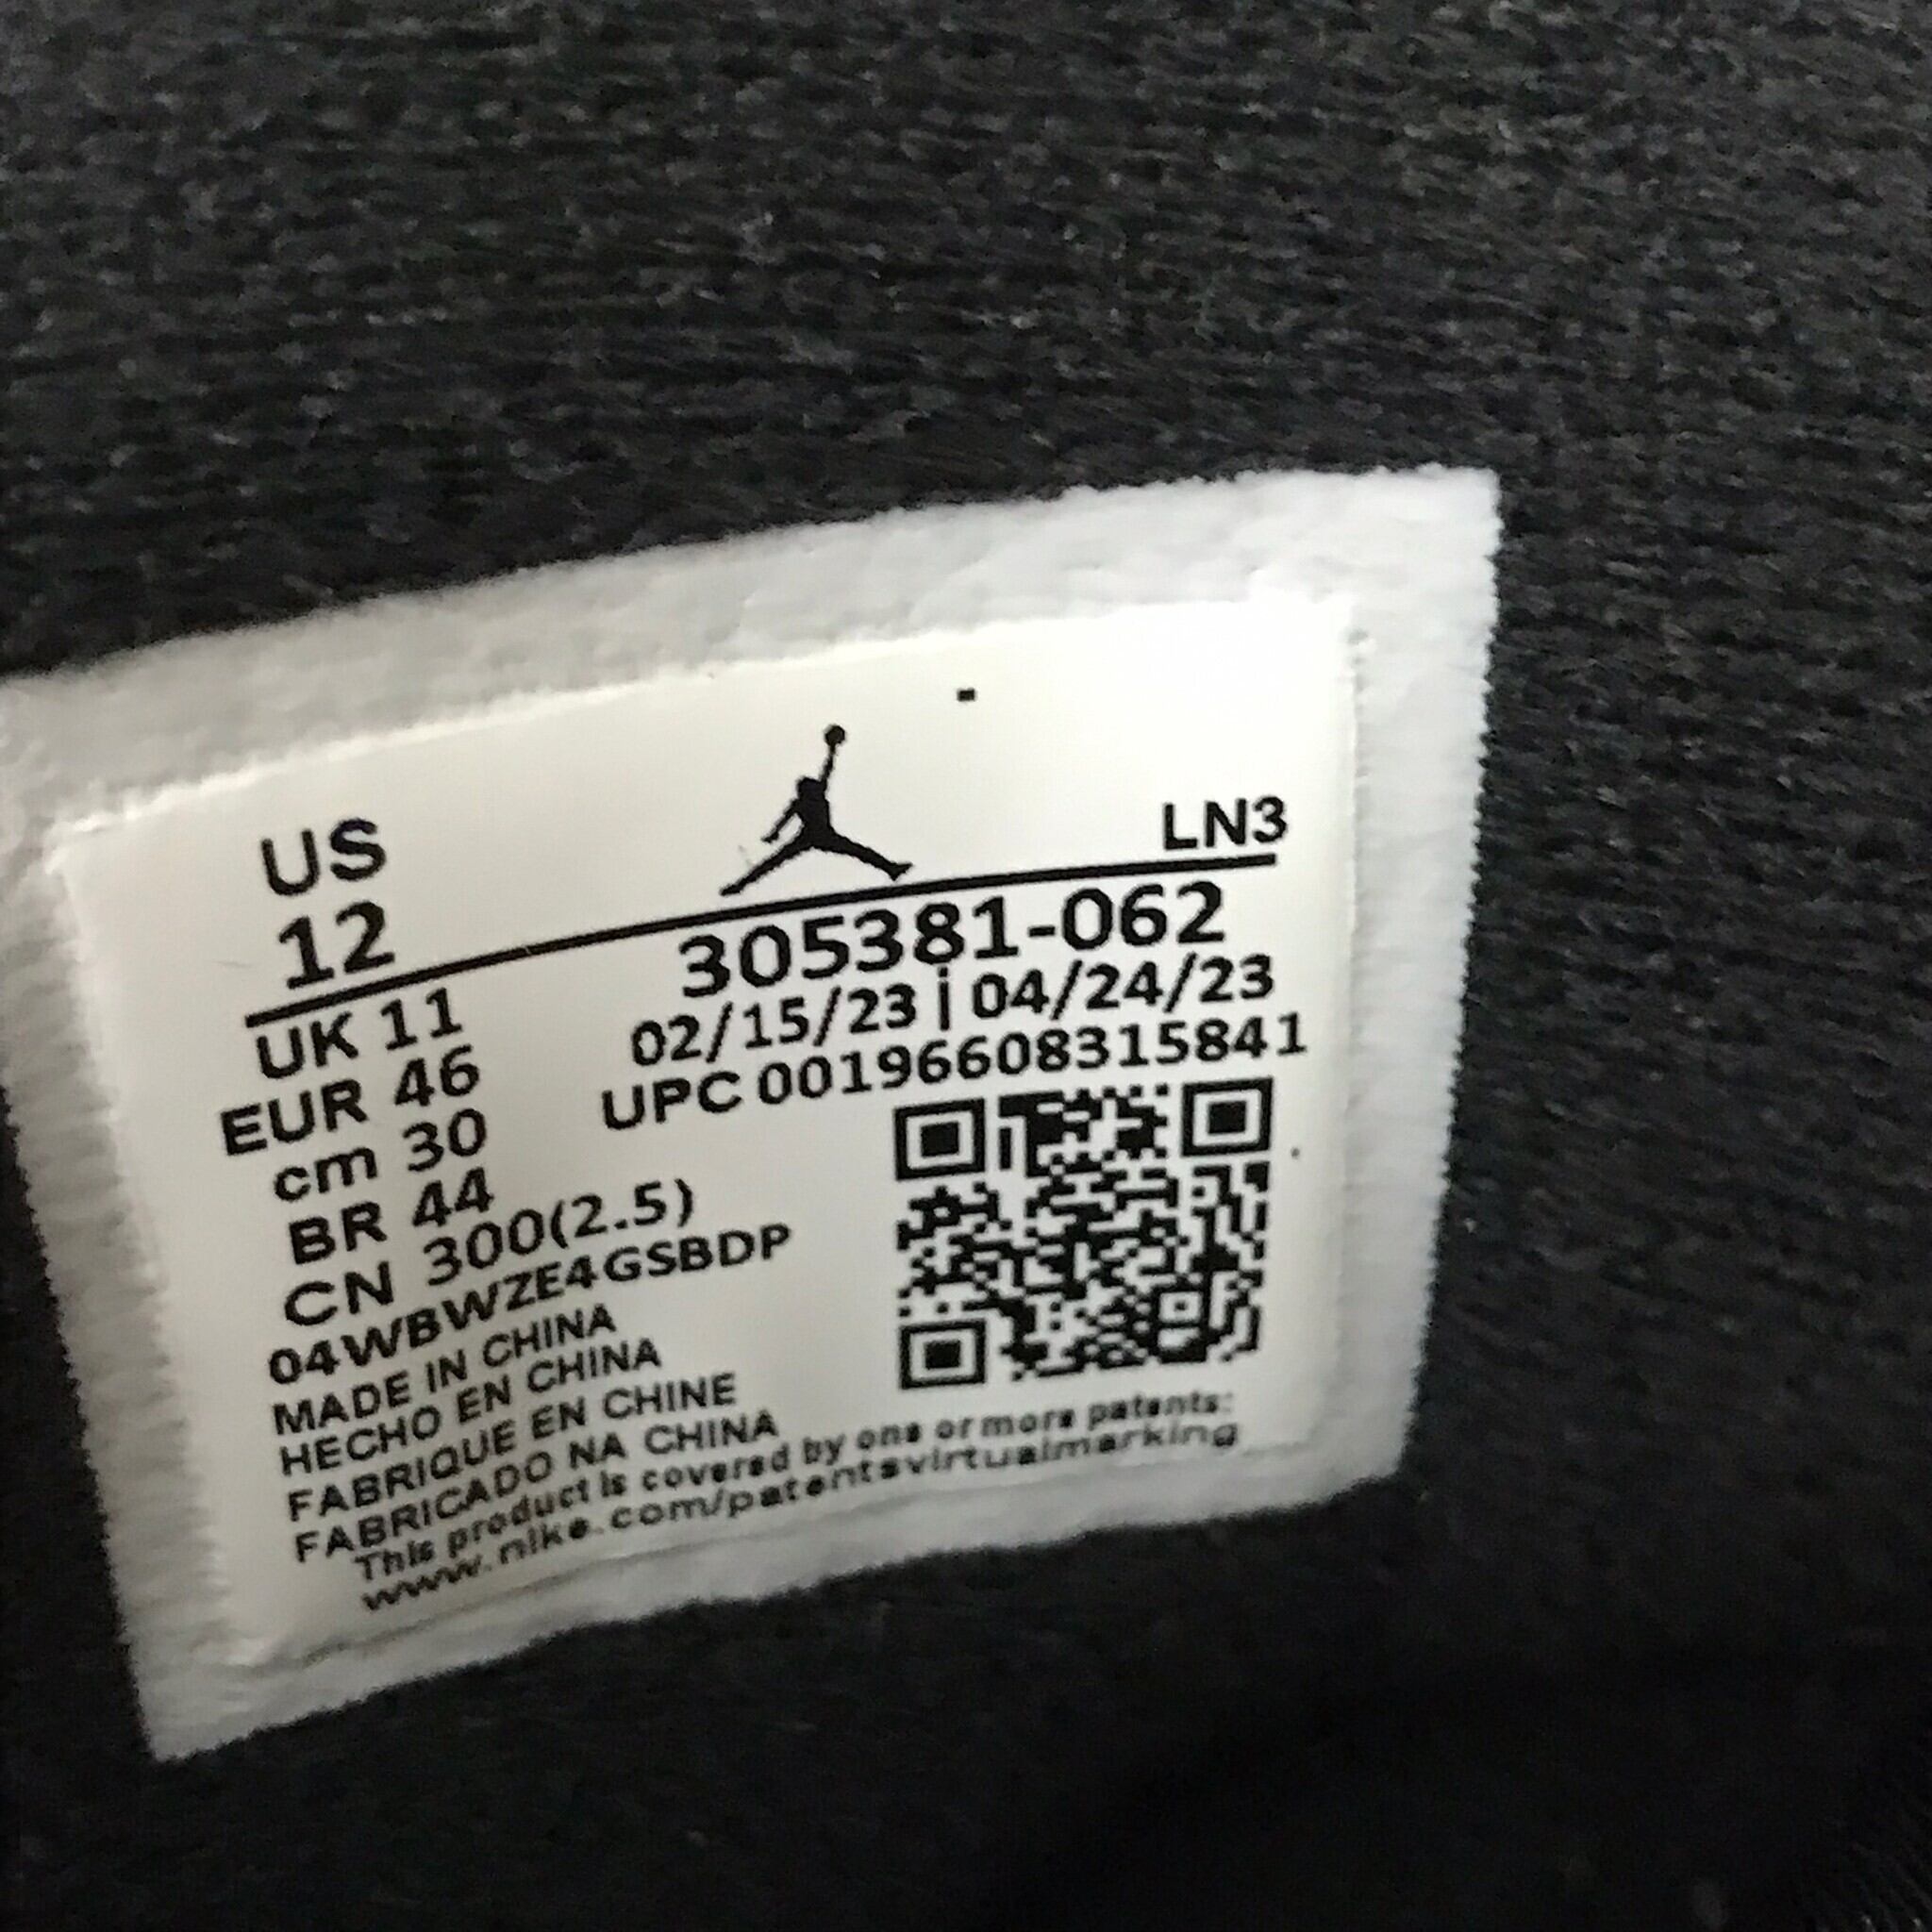 US
12
LN3
305381-062
02/15/23 | 04/24/23
UPC 00196608315841
UK 11
EUR 46
cm 30
BR 44
CN 300(2.5)
04WBWZE4GSBDP
MADE IN CHINA
HECHO EN CHINA
FABRIQUE EN CHINE
FABRICADO NA CHINA
This product is covered by one or more patents:
www.nike.com/patentsvirtualmarking